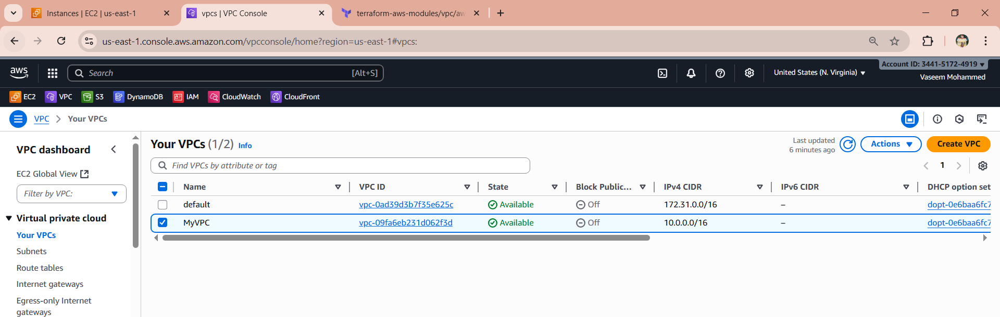 Instances | EC2 | us-east-1
vpcs | VPC Console
terraform-aws-modules/vpc/aw
us-east-1.console.aws.amazon.com/vpcconsole/home?region=us-east-1#vpcs:
aws
Search
[Alt+S]
United States (N. Virginia)
Account ID: 3441-5172-4919
Vaseem Mohammed
EC2 VPC S3 DynamoDB IAM CloudWatch CloudFront
VPC > Your VPCs
VPC dashboard
EC2 Global View
Filter by VPC:
Virtual private cloud
Your VPCs
Subnets
Route tables
Internet gateways
Egress-only Internet
gateways
Your VPCs (1/2) Info
Last updated
6 minutes ago
Actions
Create VPC
Find VPCs by attribute or tag
1
Name VPC ID State Block Public... IPv4 CIDR IPv6 CIDR DHCP option set
default vpc-0ad39d3b7f35e625c Available Off 172.31.0.0/16 – dopt-0e6baa6fc7
MyVPC vpc-09fa6eb231d062f3d Available Off 10.0.0.0/16 – dopt-0e6baa6fc7